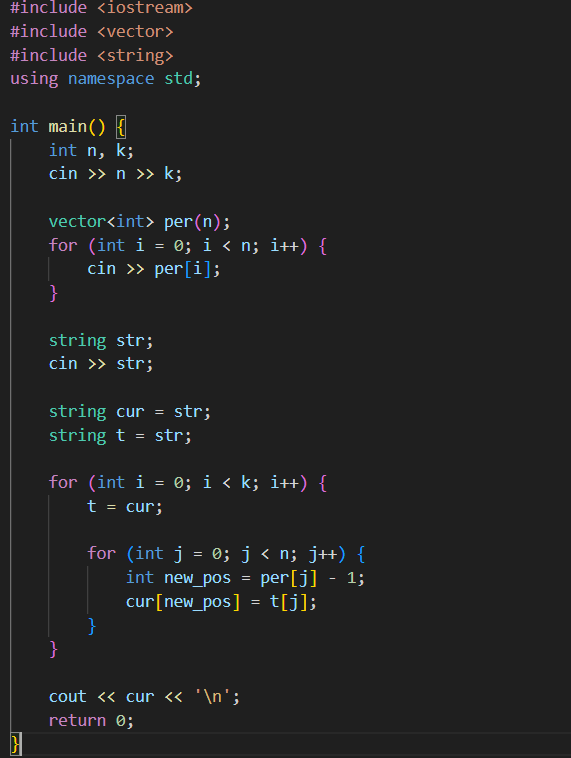 #include <iostream>
#include <vector>
#include <string>
using namespace std;

int main() {
    int n, k;
    cin >> n >> k;

    vector<int> per(n);
    for (int i = 0; i < n; i++) {
        cin >> per[i];
    }

    string str;
    cin >> str;

    string cur = str;
    string t = str;

    for (int i = 0; i < k; i++) {
        t = cur;

        for (int j = 0; j < n; j++) {
            int new_pos = per[j] - 1;
            cur[new_pos] = t[j];
        }
    }

    cout << cur << '\n';
    return 0;
}